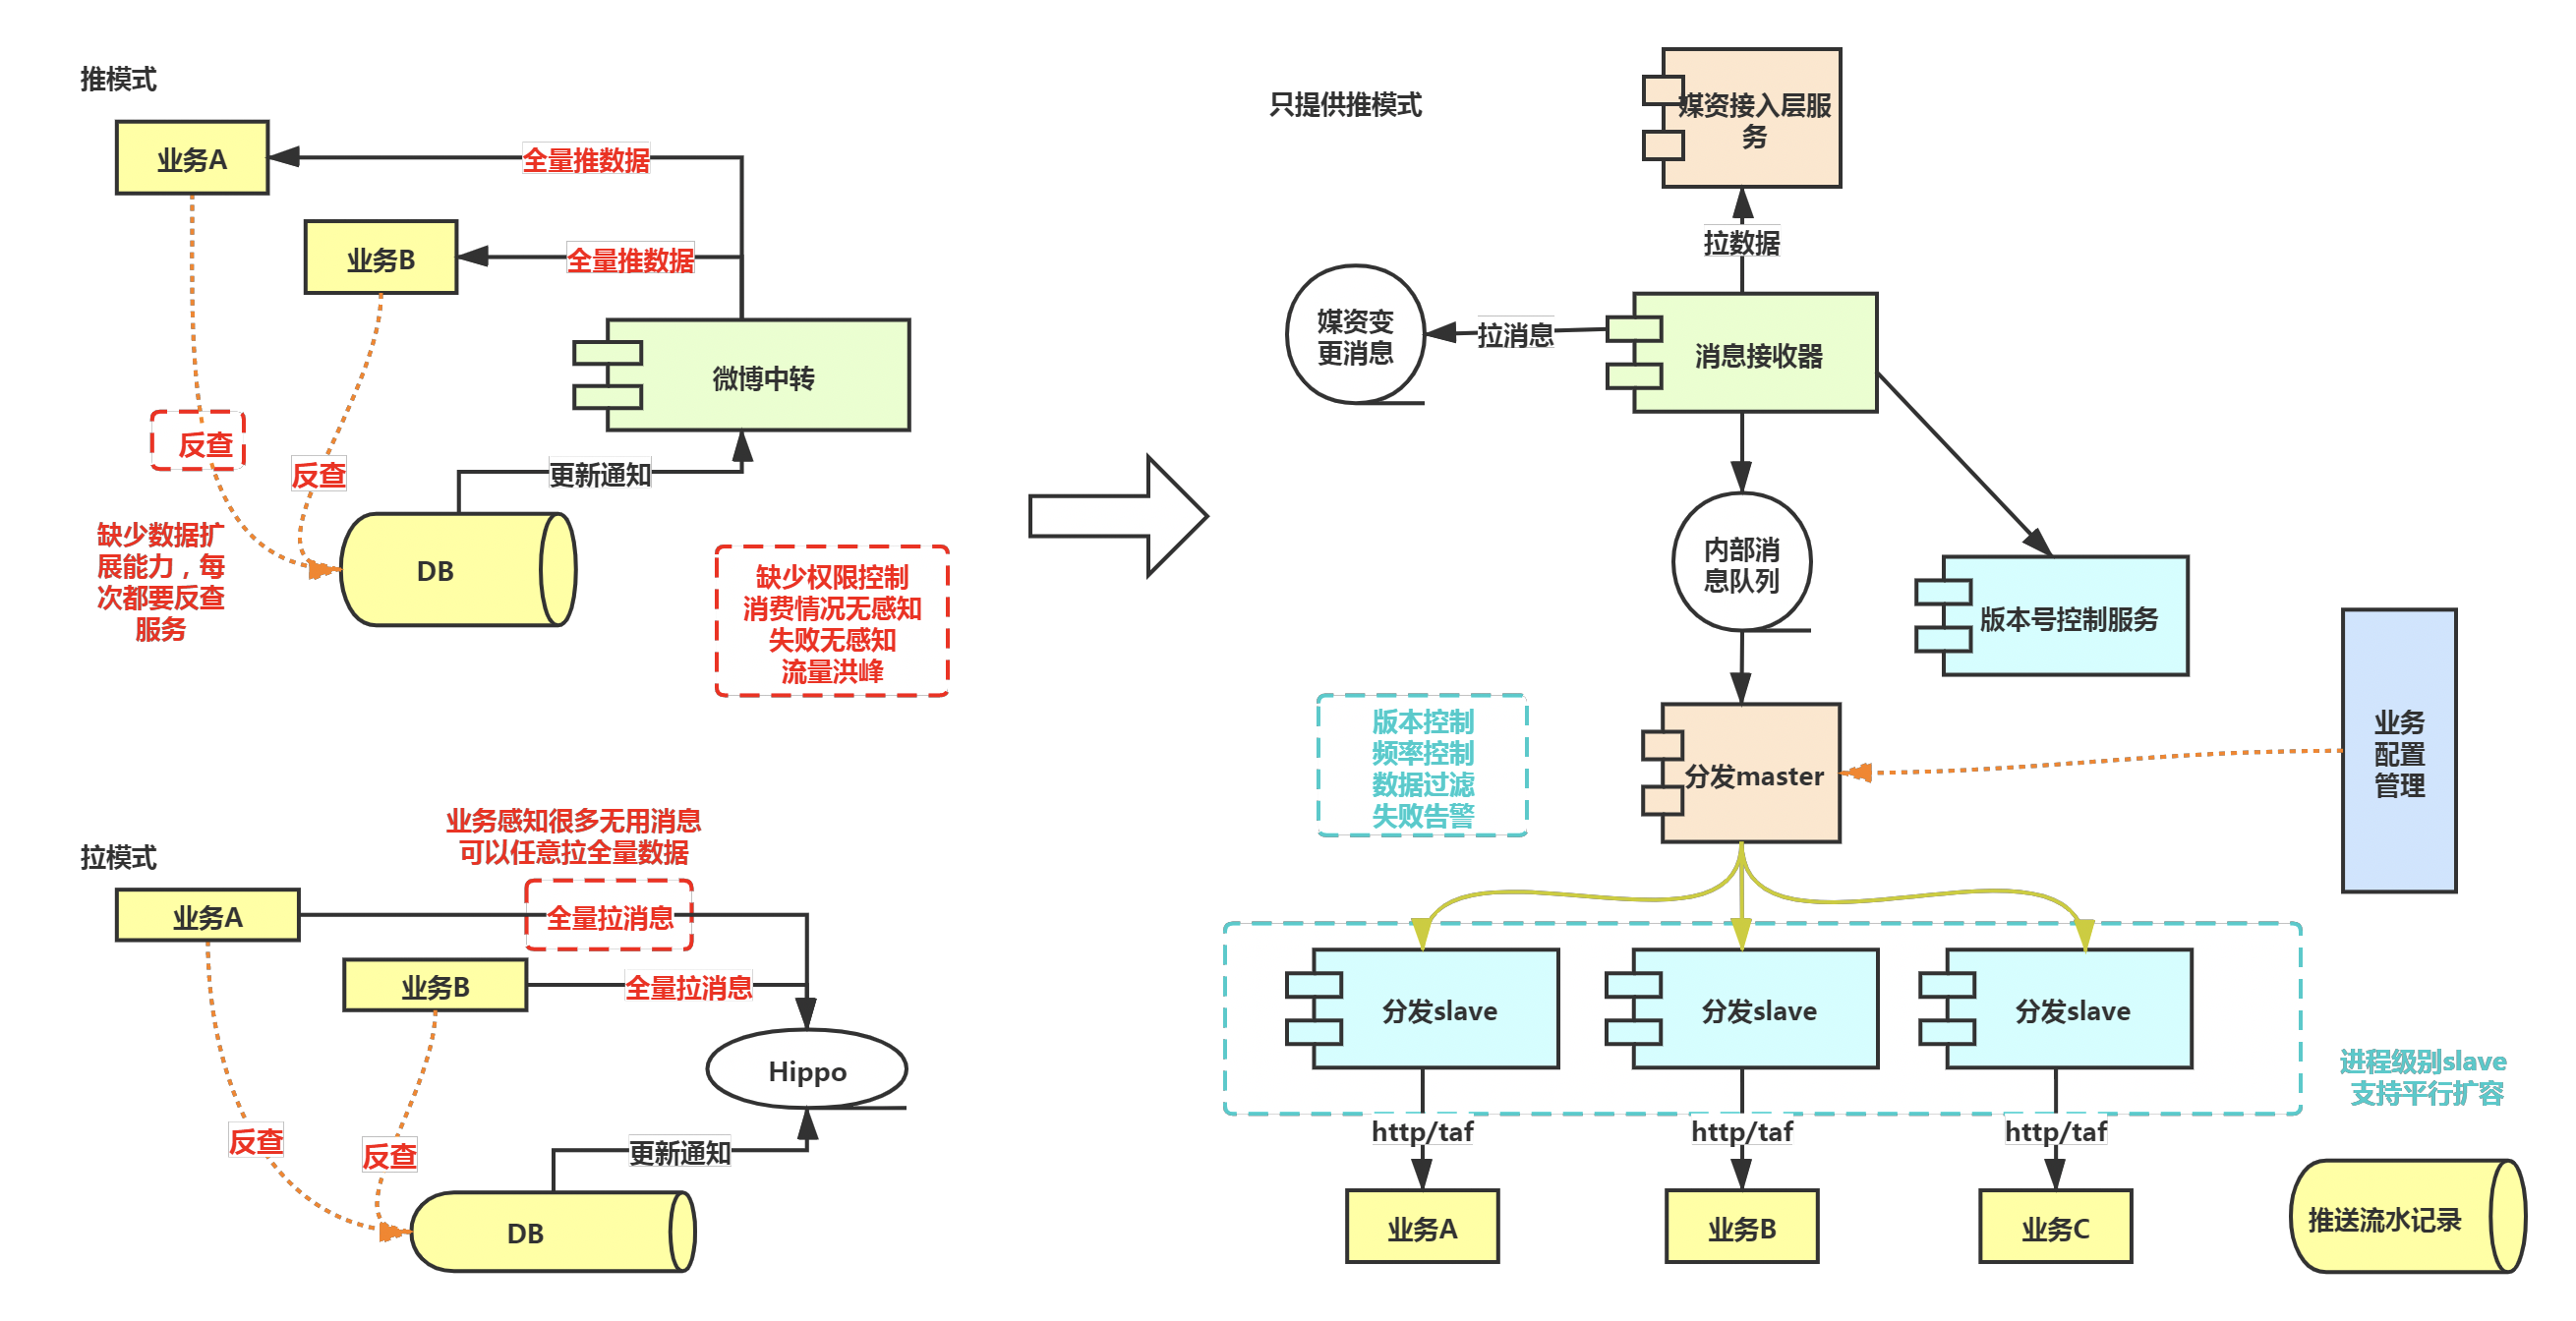 推模式
业务A
全量推数据
业务B
全量推数据
微博中转
反查
反查
更新通知
缺少数据扩
展能力，每
次都要反查
服务
DB
缺少权限控制
消费情况无感知
失败无感知
流量洪峰
拉模式
业务感知很多无用消息
可以任意拉全量数据
业务A
全量拉消息
业务B
全量拉消息
Hippo
反查
反查
更新通知
DB
只提供推模式
媒资接入层服
务
拉数据
媒资变
更消息
拉消息
消息接收器
内部消
息队列
版本号控制服务
业务
配置
管理
版本控制
频率控制
数据过滤
失败告警
分发master
分发slave
分发slave
分发slave
进程级别slave
支持平行扩容
http/taf
http/taf
http/taf
业务A
业务B
业务C
推送流水记录